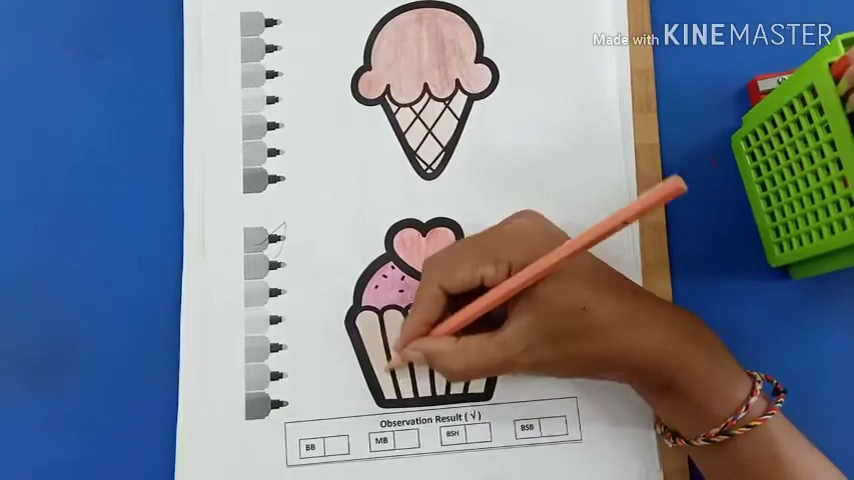 Made with KINEMASTER
Observation Result ( √ )
BB
MB
BSH
BSB